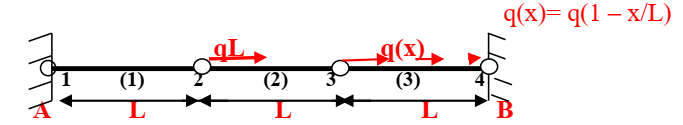 q(x)= q(1 – x/L)
qL q(x)
1 (1) 2 (2) 3 (3) 4
A L L L B